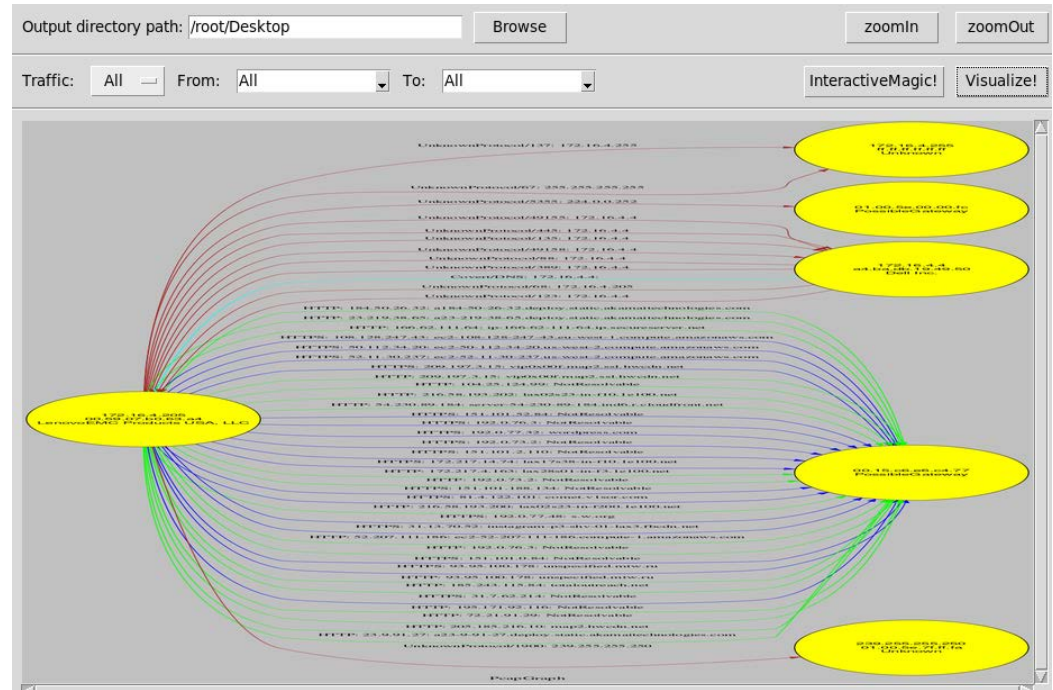 Output directory path: /root/Desktop Browse zoomIn zoomOut
Traffic: All From: All To: All InteractiveMagic! Visualize!
UnknownProtocol/137: 172.16.4.255
172.16.4.255
ff.ff.ff.ff.ff.ff
Unknown
UnknownProtocol/67: 255.255.255.255
UnknownProtocol/5355: 224.0.0.252
01.00.5e.00.00.fc
PossibleGateway
UnknownProtocol/49155: 172.16.4.4
UnknownProtocol/445: 172.16.4.4
UnknownProtocol/135: 172.16.4.4
UnknownProtocol/49158: 172.16.4.4
UnknownProtocol/88: 172.16.4.4
UnknownProtocol/389: 172.16.4.4
172.16.4.4
a4.ba.db.19.49.50
Dell Inc.
Covert/DNS: 172.16.4.4:
UnknownProtocol/68: 172.16.4.205
UnknownProtocol/123: 172.16.4.4
HTTP: 184.50.26.32: a184-50-26-32.deploy.static.akamaitechnologies.com
HTTP: 23.219.38.65: a23-219-38-65.deploy.static.akamaitechnologies.com
HTTP: 166.62.111.64: ip-166-62-111-64.ip.secureserver.net
HTTPS: 108.128.247.43: ec2-108-128-247-43.eu-west-1.compute.amazonaws.com
HTTPS: 50.112.34.20: ec2-50-112-34-20.us-west-2.compute.amazonaws.com
HTTPS: 52.11.30.237: ec2-52-11-30-237.us-west-2.compute.amazonaws.com
HTTPS: 209.197.3.15: vip0x00f.map2.ssl.hwcdn.net
HTTP: 209.197.3.15: vip0x00f.map2.ssl.hwcdn.net
HTTP: 104.25.124.99: NotResolvable
HTTP: 216.58.193.202: lax02s23-in-f10.1e100.net
HTTP: 54.230.89.184: server-54-230-89-184.ind6.r.cloudfront.net
HTTPS: 151.101.52.84: NotResolvable
HTTPS: 192.0.76.3: NotResolvable
HTTPS: 192.0.77.32: wordpress.com
HTTPS: 192.0.73.2: NotResolvable
HTTPS: 151.101.2.110: NotResolvable
172.16.4.205
00.59.07.b0.63.a4
LenovoEMC Products USA, LLC
HTTPS: 172.217.14.74: lax17s38-in-f10.1e100.net
HTTP: 172.217.4.163: lax28s01-in-f3.1e100.net
00.15.c6.a6.c4.77
PossibleGateway
HTTP: 192.0.73.2: NotResolvable
HTTPS: 151.101.188.134: NotResolvable
HTTPS: 81.4.122.101: comet.v1sor.com
HTTP: 216.58.193.200: lax02s23-in-f200.1e100.net
HTTPS: 192.0.77.48: s.w.org
HTTPS: 31.13.70.52: instagram-p3-shv-01-lax3.fbcdn.net
HTTP: 52.207.111.186: ec2-52-207-111-186.compute-1.amazonaws.com
HTTP: 192.0.76.3: NotResolvable
HTTPS: 151.101.0.84: NotResolvable
HTTPS: 93.95.100.178: unspecified.mtw.ru
HTTP: 93.95.100.178: unspecified.mtw.ru
HTTP: 185.243.115.84: totaloutreach.net
HTTPS: 31.7.62.214: NotResolvable
HTTP: 195.171.92.116: NotResolvable
HTTP: 72.21.91.29: NotResolvable
HTTP: 205.185.216.10: map2.hwcdn.net
HTTP: 23.9.91.27: a23-9-91-27.deploy.static.akamaitechnologies.com
UnknownProtocol/1900: 239.255.255.250
239.255.255.250
01.00.5e.7f.ff.fa
Unknown
PcapGraph